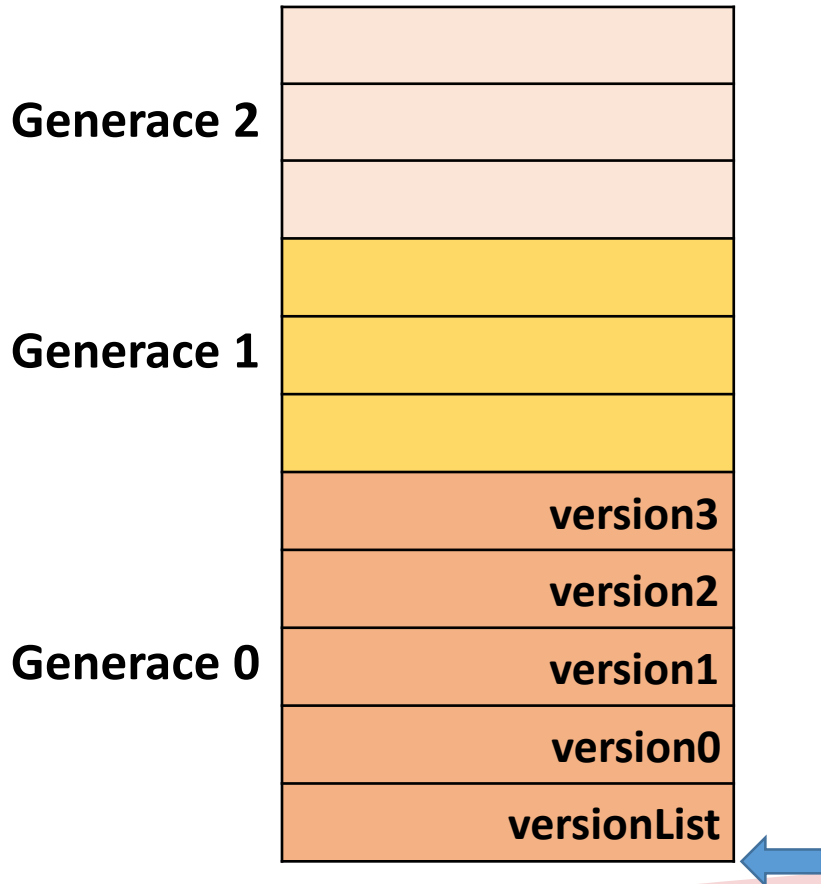 Generace 2
Generace 1
version3
version2
Generace 0
version1
version0
versionList